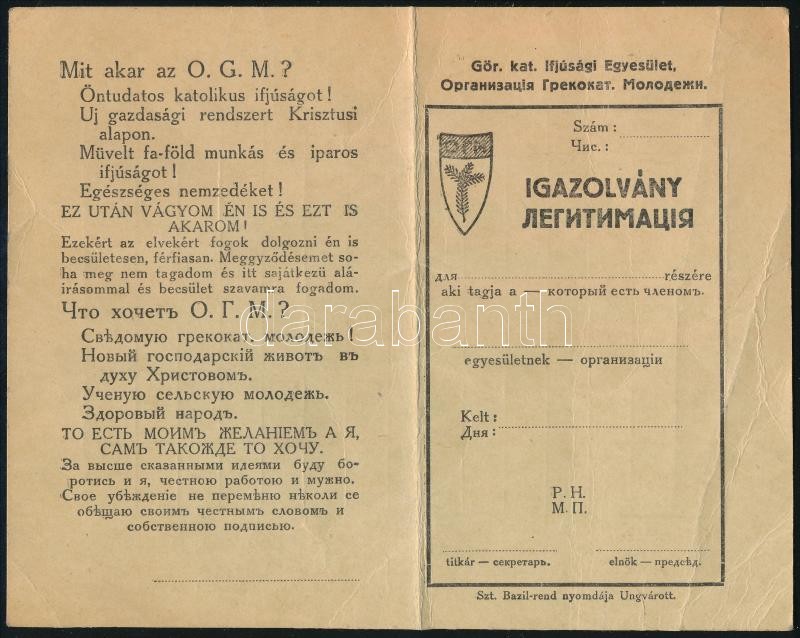 Mit akar az O. G. M. ?
Öntudatos katolikus ifjúságot !
Uj gazdasági rendszert Krisztusi
alapon.
Müvelt fa-föld munkás és iparos
ifjúságot !
Egészséges nemzedéket !
EZ UTÁN VÁGYOM ÉN IS ÉS EZT IS
AKAROM !
Ezekért az elvekért fogok dolgozni én is
becsületesen, férfiasan. Meggyződésemet so-
ha meg nem tagadom és itt sajátkezü alá-
írásommal és becsület szavamra fogadom.
Что хочетъ О. Г. М. ?
Свѣдомую грекокат. молодежь !
Новый господарскій животъ въ
духу Христовомъ.
Ученую сельскую молодежь.
Здоровый народъ.
ТО ЕСТЬ МОИМЪ ЖЕЛАНІЕМЪ А Я,
САМЪ ТАКОЖДЕ ТО ХОЧУ.
За высше сказанными идеями буду бо-
ротись и я, честною работою и мужно.
Свое убѣжденіе не перемѣню нѣколи се
обѣщаю своимъ честнымъ словомъ и
собственною подписью.
Gör. kat. Ifjúsági Egyesület,
Организація Грекокат. Молодежи.
Szám :
Чис. :
IGAZOLVÁNY
ЛЕГИТИМАЦІЯ
для részére
aki tagja a — который есть членомъ.
egyesületnek — организаціи
Kelt :
Дня :
P. H.
М. П.
titkár — секретарь. elnök — предсѣд.
Szt. Bazil-rend nyomdája Ungvárott.
darabanth